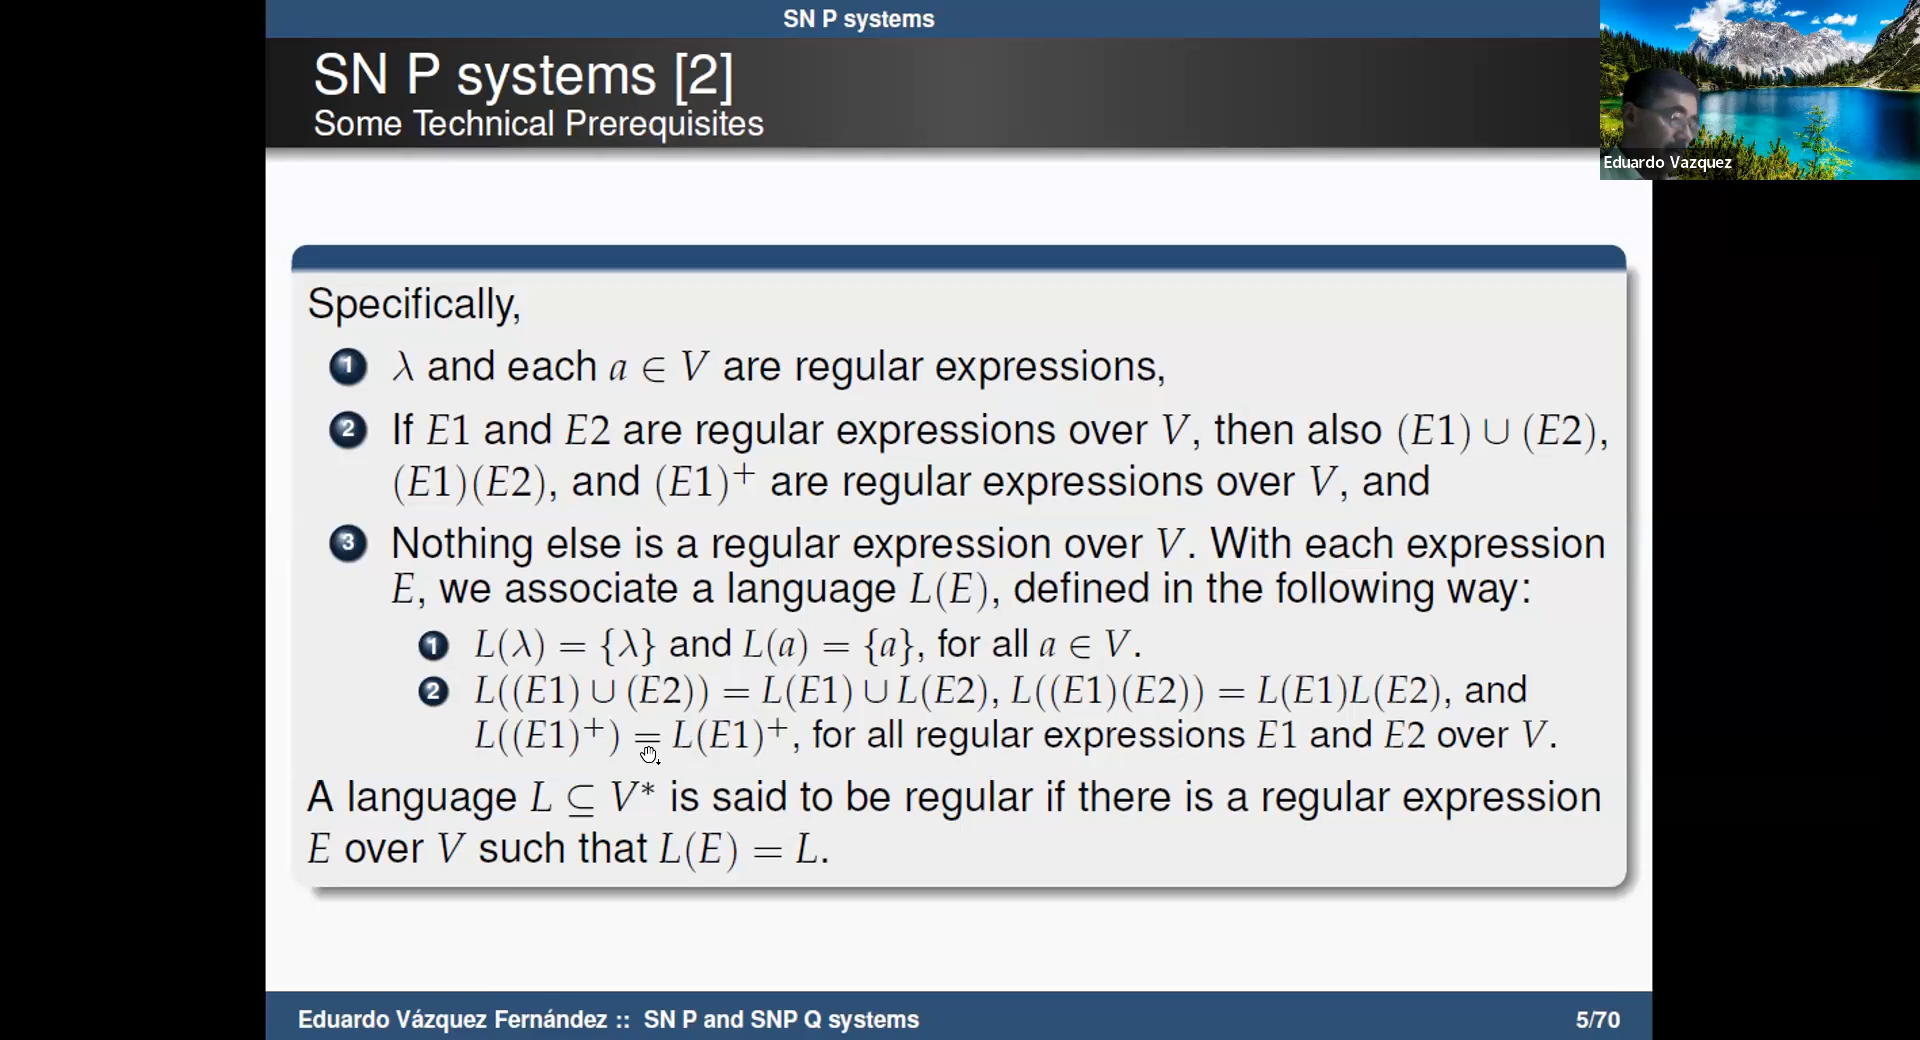 SN P systems
SN P systems [2]
Some Technical Prerequisites
Eduardo Vazquez
Specifically,
1 λ and each a ∈ V are regular expressions,
2 If E1 and E2 are regular expressions over V, then also (E1) ∪ (E2),
(E1)(E2), and (E1)⁺ are regular expressions over V, and
3 Nothing else is a regular expression over V. With each expression
E, we associate a language L(E), defined in the following way:
1 L(λ) = {λ} and L(a) = {a}, for all a ∈ V.
2 L((E1) ∪ (E2)) = L(E1) ∪ L(E2), L((E1)(E2)) = L(E1)L(E2), and
L((E1)⁺) = L(E1)⁺, for all regular expressions E1 and E2 over V.
A language L ⊆ V* is said to be regular if there is a regular expression
E over V such that L(E) = L.
Eduardo Vázquez Fernández :: SN P and SNP Q systems
5/70